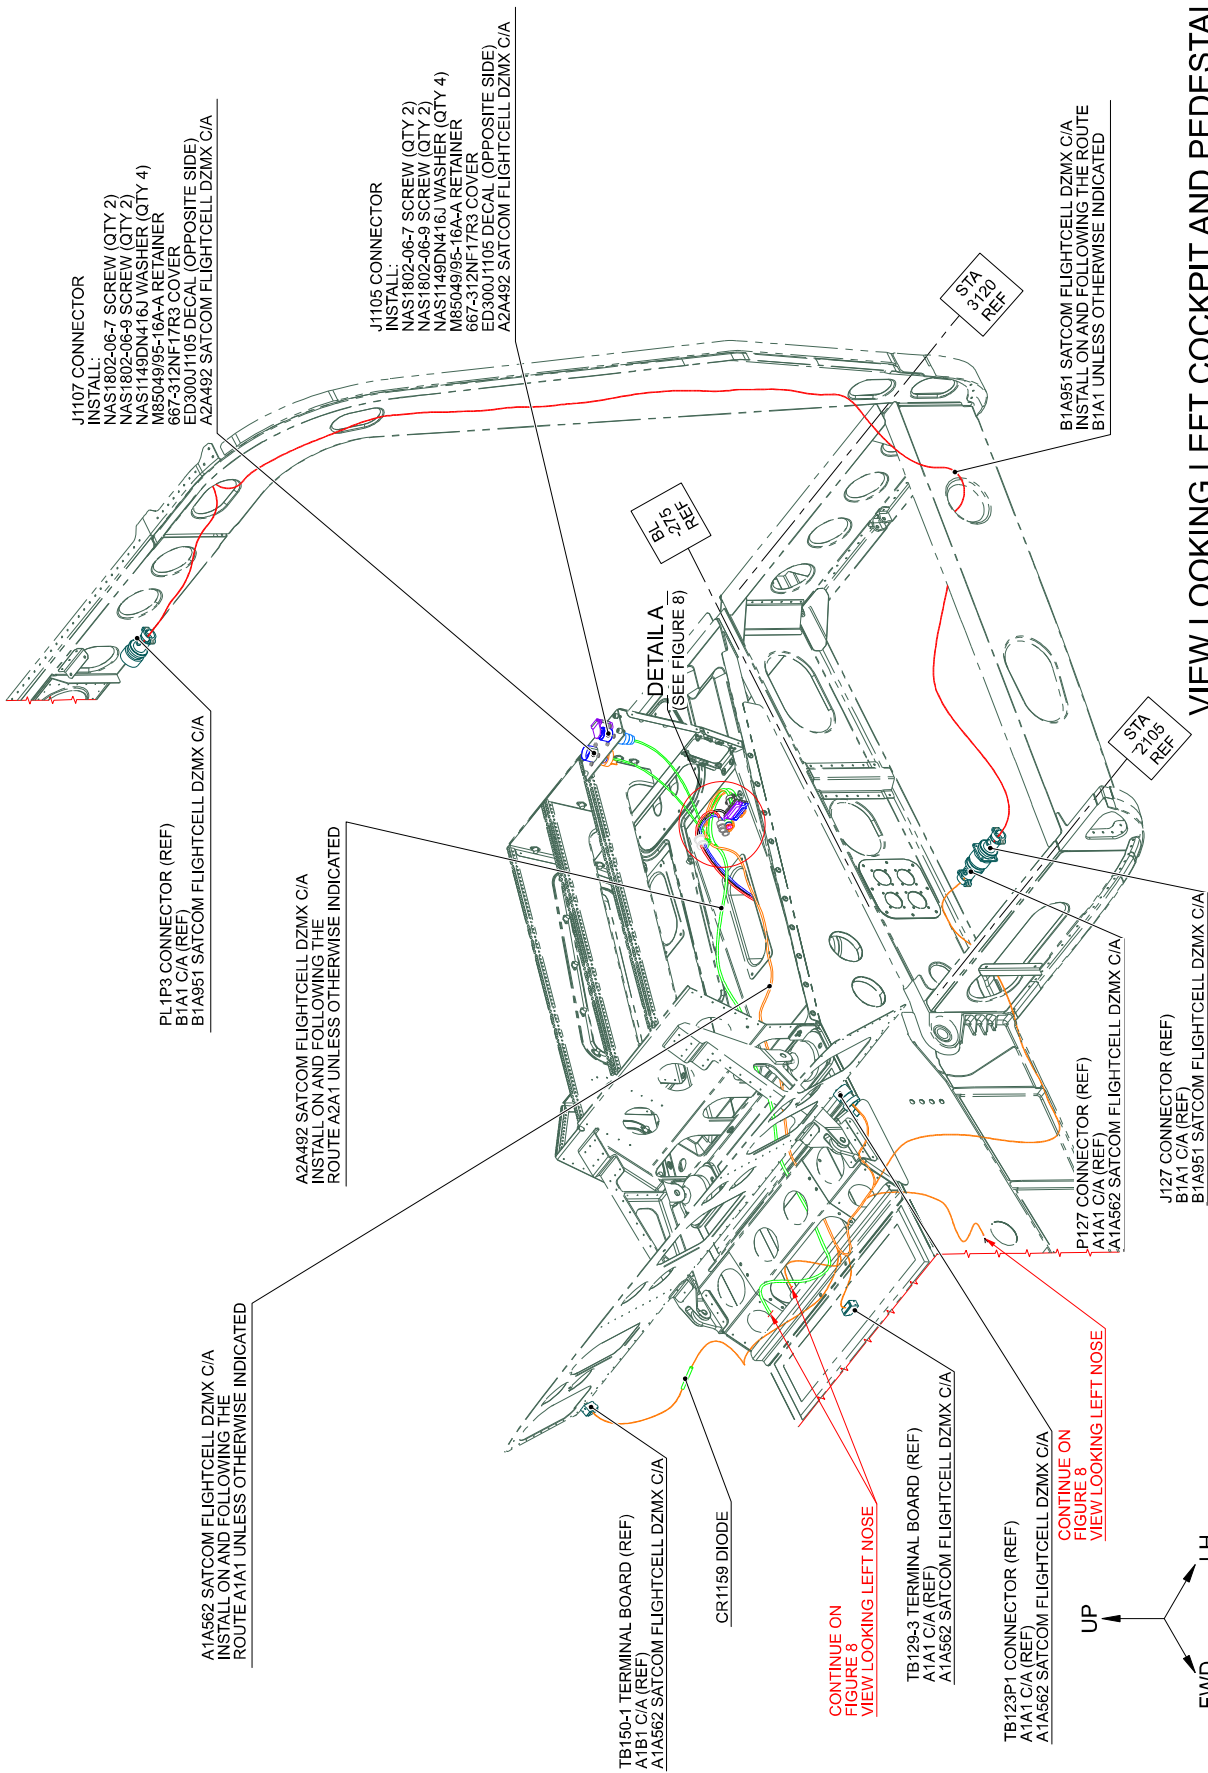 J1107 CONNECTOR
INSTALL:
NAS1802-06-7 SCREW (QTY 2)
NAS1802-06-9 SCREW (QTY 2)
NAS1149DN416J WASHER (QTY 4)
M85049/95-16A-A RETAINER
667-312NF17R3 COVER
ED300J1105 DECAL (OPPOSITE SIDE)
A2A492 SATCOM FLIGHTCELL DZMX C/A
J1105 CONNECTOR
INSTALL:
NAS1802-06-7 SCREW (QTY 2)
NAS1802-06-9 SCREW (QTY 2)
NAS1149DN416J WASHER (QTY 4)
M85049/95-16A-A RETAINER
667-312NF17R3 COVER
ED300J1105 DECAL (OPPOSITE SIDE)
A2A492 SATCOM FLIGHTCELL DZMX C/A
PL1P3 CONNECTOR (REF)
B1A1 C/A (REF)
B1A951 SATCOM FLIGHTCELL DZMX C/A
A2A492 SATCOM FLIGHTCELL DZMX C/A
INSTALL ON AND FOLLOWING THE
ROUTE A2A1 UNLESS OTHERWISE INDICATED
A1A562 SATCOM FLIGHTCELL DZMX C/A
INSTALL ON AND FOLLOWING THE
ROUTE A1A1 UNLESS OTHERWISE INDICATED
BL
-275
REF
DETAIL A
(SEE FIGURE 8)
STA
3120
REF
B1A951 SATCOM FLIGHTCELL DZMX C/A
INSTALL ON AND FOLLOWING THE ROUTE
B1A1 UNLESS OTHERWISE INDICATED
STA
2105
REF
TB150-1 TERMINAL BOARD (REF)
A1B1 C/A (REF)
A1A562 SATCOM FLIGHTCELL DZMX C/A
CR1159 DIODE
CONTINUE ON
FIGURE 8
VIEW LOOKING LEFT NOSE
TB129-3 TERMINAL BOARD (REF)
A1A1 C/A (REF)
A1A562 SATCOM FLIGHTCELL DZMX C/A
TB123P1 CONNECTOR (REF)
A1A1 C/A (REF)
A1A562 SATCOM FLIGHTCELL DZMX C/A
CONTINUE ON
FIGURE 8
VIEW LOOKING LEFT NOSE
P127 CONNECTOR (REF)
A1A1 C/A (REF)
A1A562 SATCOM FLIGHTCELL DZMX C/A
J127 CONNECTOR (REF)
B1A1 C/A (REF)
B1A951 SATCOM FLIGHTCELL DZMX C/A
UP
FWD
LH
VIEW LOOKING LEFT COCKPIT AND PEDESTAL